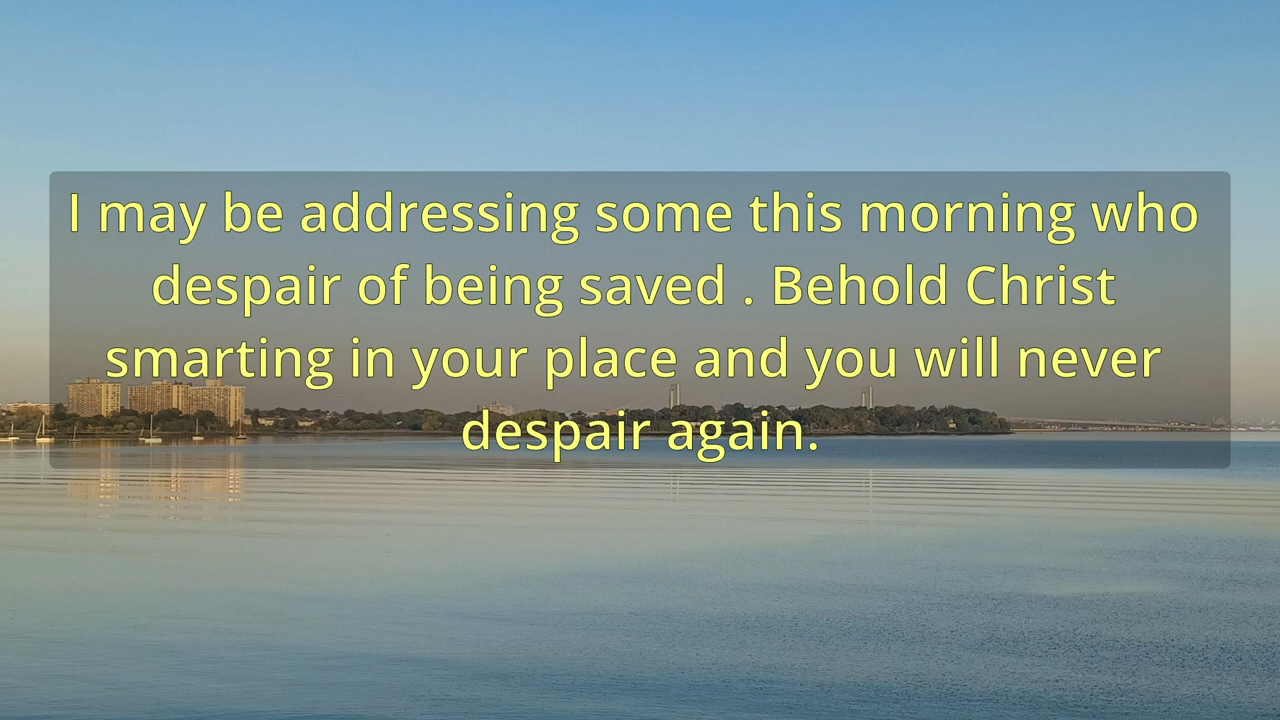 I may be addressing some this morning who
despair of being saved . Behold Christ
smarting in your place and you will never
despair again.